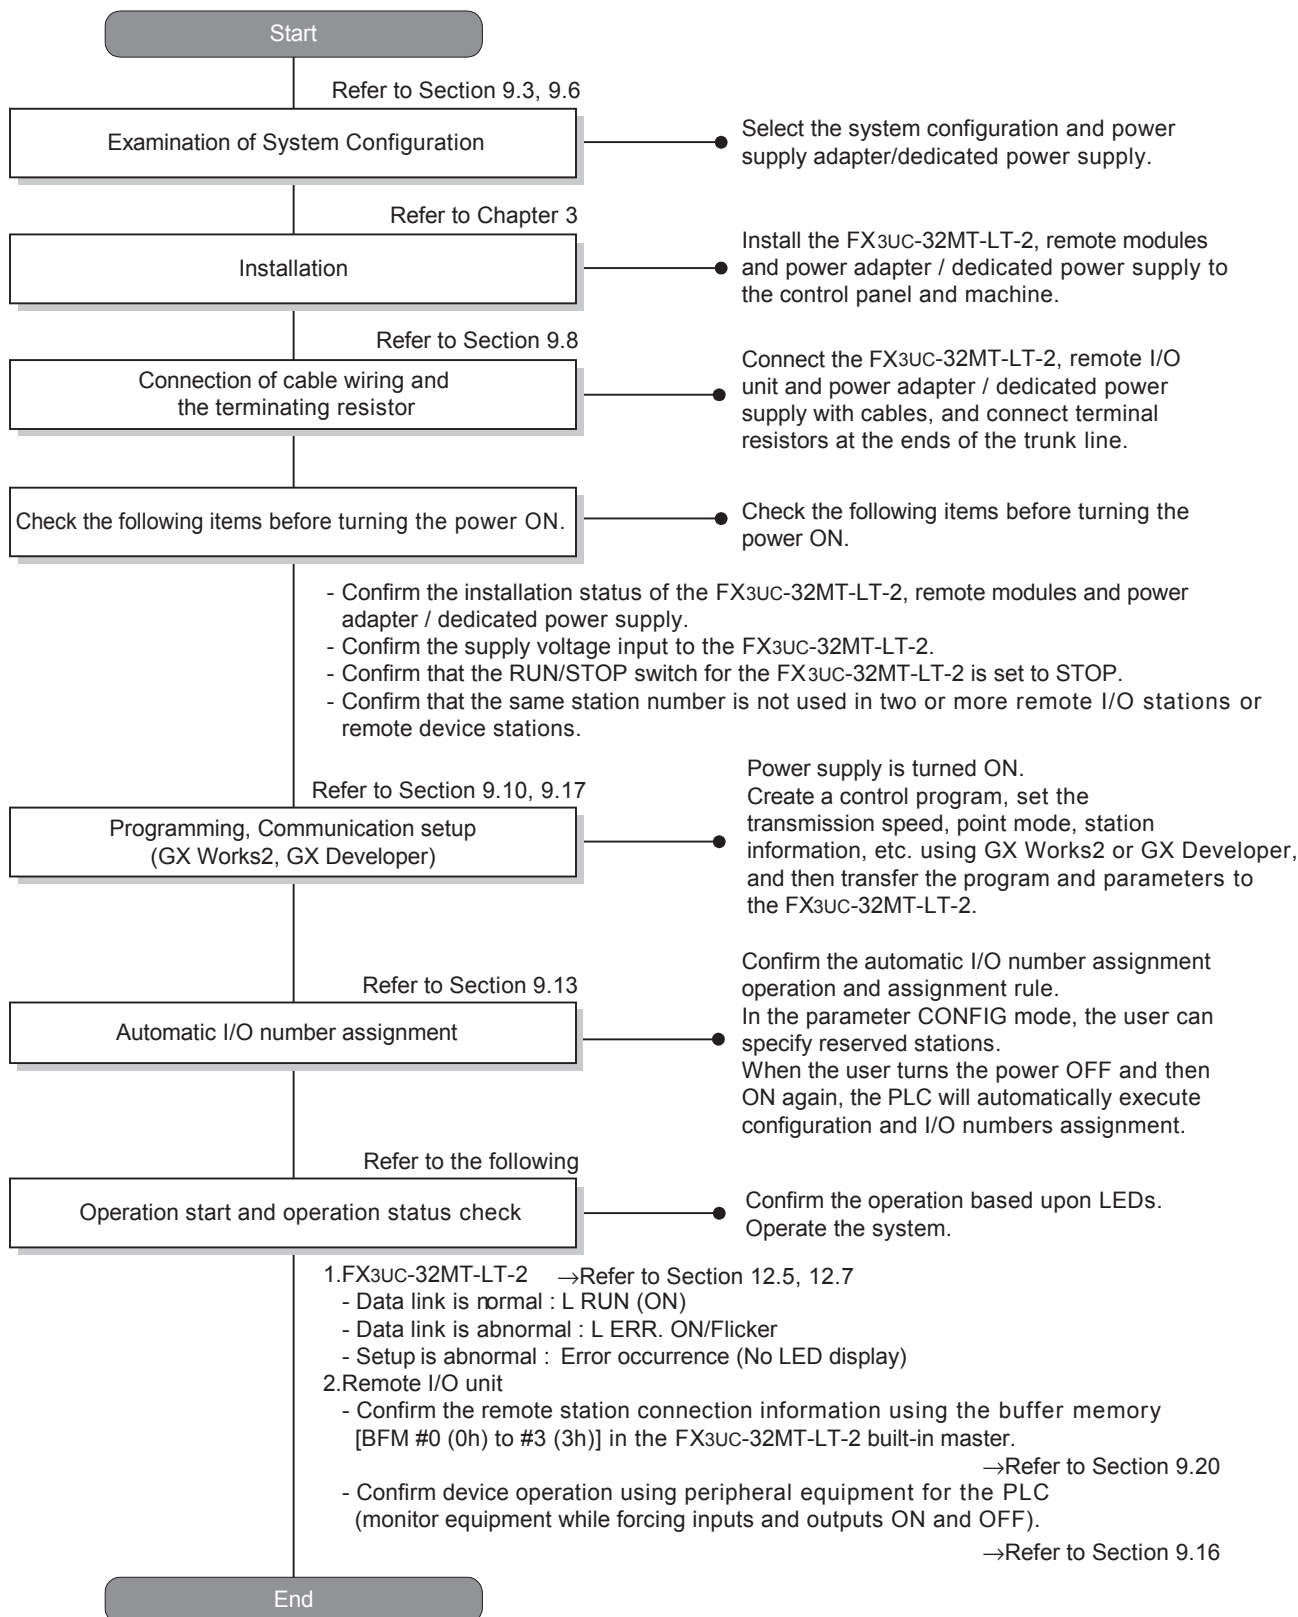 Start
Refer to Section 9.3, 9.6
Examination of System Configuration
Select the system configuration and power
supply adapter/dedicated power supply.
Refer to Chapter 3
Installation
Install the FX3UC-32MT-LT-2, remote modules
and power adapter / dedicated power supply to
the control panel and machine.
Refer to Section 9.8
Connection of cable wiring and
the terminating resistor
Connect the FX3UC-32MT-LT-2, remote I/O
unit and power adapter / dedicated power
supply with cables, and connect terminal
resistors at the ends of the trunk line.
Check the following items before turning the power ON.
Check the following items before turning the
power ON.
- Confirm the installation status of the FX3UC-32MT-LT-2, remote modules and power
adapter / dedicated power supply.
- Confirm the supply voltage input to the FX3UC-32MT-LT-2.
- Confirm that the RUN/STOP switch for the FX3UC-32MT-LT-2 is set to STOP.
- Confirm that the same station number is not used in two or more remote I/O stations or
remote device stations.
Refer to Section 9.10, 9.17
Programming, Communication setup
(GX Works2, GX Developer)
Power supply is turned ON.
Create a control program, set the
transmission speed, point mode, station
information, etc. using GX Works2 or GX Developer,
and then transfer the program and parameters to
the FX3UC-32MT-LT-2.
Refer to Section 9.13
Automatic I/O number assignment
Confirm the automatic I/O number assignment
operation and assignment rule.
In the parameter CONFIG mode, the user can
specify reserved stations.
When the user turns the power OFF and then
ON again, the PLC will automatically execute
configuration and I/O numbers assignment.
Refer to the following
Operation start and operation status check
Confirm the operation based upon LEDs.
Operate the system.
1.FX3UC-32MT-LT-2 →Refer to Section 12.5, 12.7
- Data link is normal : L RUN (ON)
- Data link is abnormal : L ERR. ON/Flicker
- Setup is abnormal : Error occurrence (No LED display)
2.Remote I/O unit
- Confirm the remote station connection information using the buffer memory
[BFM #0 (0h) to #3 (3h)] in the FX3UC-32MT-LT-2 built-in master.
→Refer to Section 9.20
- Confirm device operation using peripheral equipment for the PLC
(monitor equipment while forcing inputs and outputs ON and OFF).
→Refer to Section 9.16
End